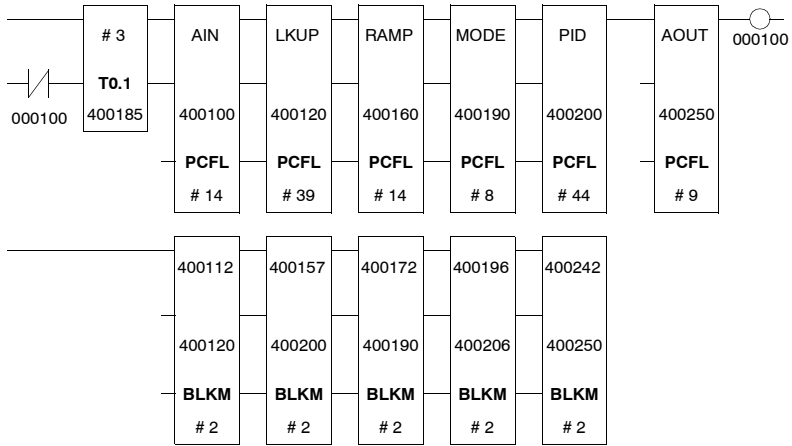 # 3 AIN LKUP RAMP MODE PID AOUT
000100
T0.1
000100 400185 400100 400120 400160 400190 400200 400250
PCFL PCFL PCFL PCFL PCFL PCFL
# 14 # 39 # 14 # 8 # 44 # 9
400112 400157 400172 400196 400242
400120 400200 400190 400206 400250
BLKM BLKM BLKM BLKM BLKM
# 2 # 2 # 2 # 2 # 2